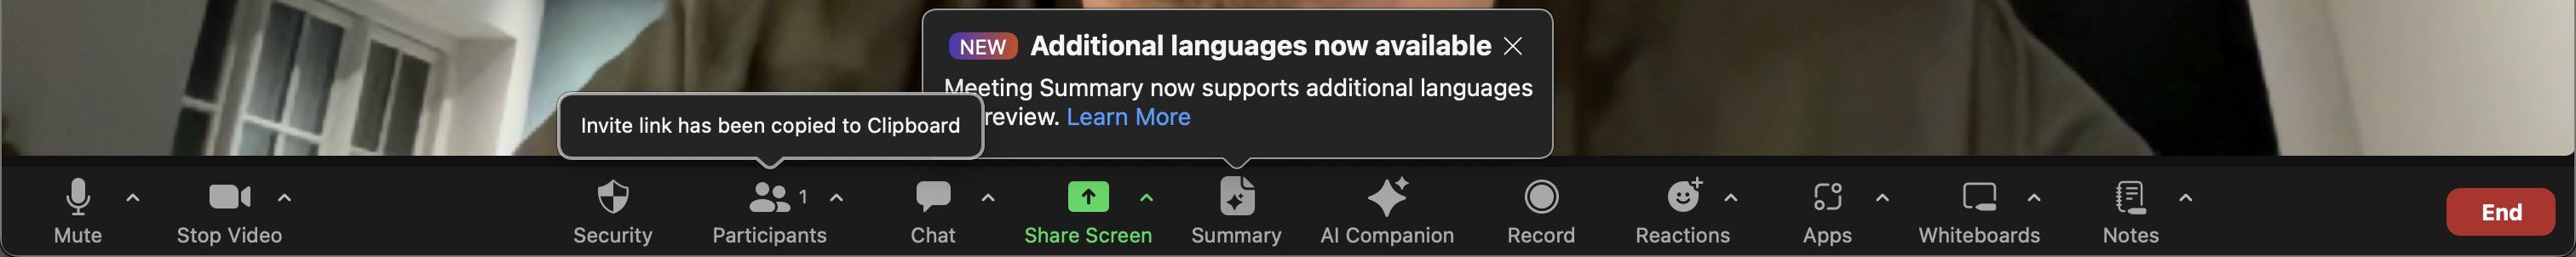 NEW Additional languages now available
Meeting Summary now supports additional languages
review. Learn More
Invite link has been copied to Clipboard
1
Mute
Stop Video
Security
Participants
Chat
Share Screen
Summary
AI Companion
Record
Reactions
Apps
Whiteboards
Notes
End